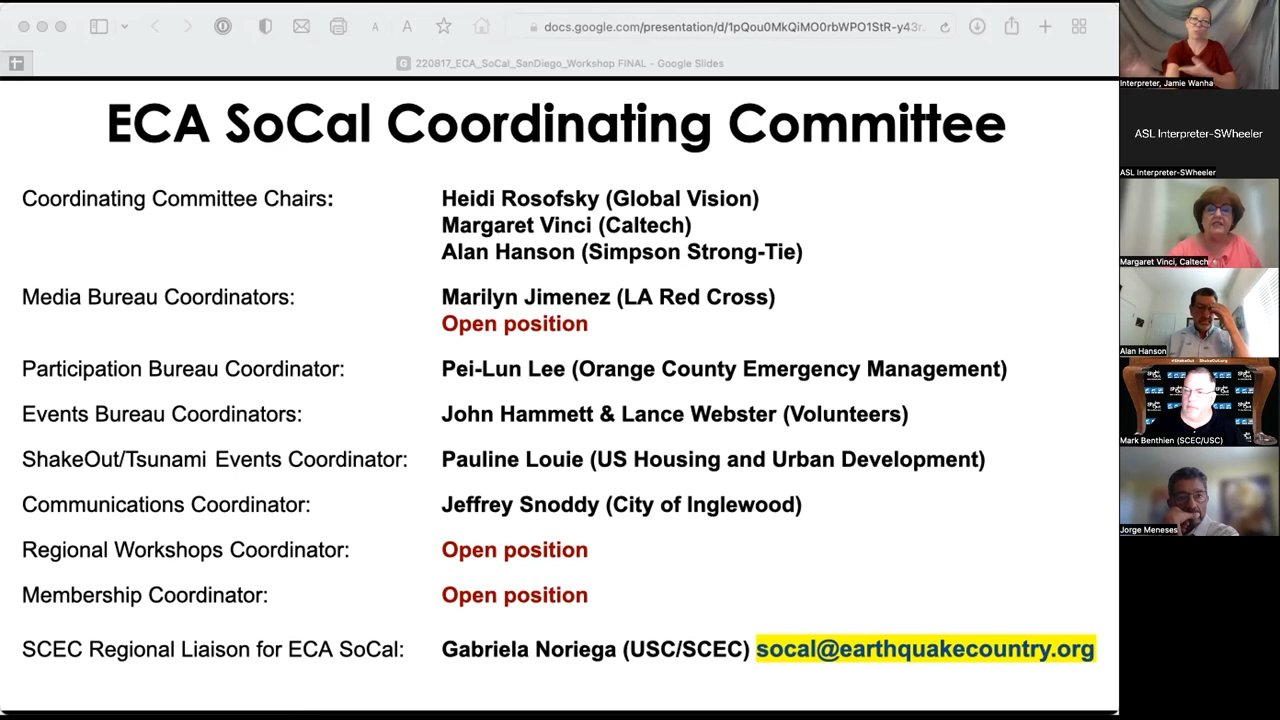 docs.google.com/presentation/d/1pQou0MkQiMO0rbWPO1StR-y43r
220817_ECA_SoCal_SanDiego_Workshop FINAL - Google Slides
ECA SoCal Coordinating Committee
Coordinating Committee Chairs: Heidi Rosofsky (Global Vision)
Margaret Vinci (Caltech)
Alan Hanson (Simpson Strong-Tie)
Media Bureau Coordinators: Marilyn Jimenez (LA Red Cross)
Open position
Participation Bureau Coordinator: Pei-Lun Lee (Orange County Emergency Management)
Events Bureau Coordinators: John Hammett & Lance Webster (Volunteers)
ShakeOut/Tsunami Events Coordinator: Pauline Louie (US Housing and Urban Development)
Communications Coordinator: Jeffrey Snoddy (City of Inglewood)
Regional Workshops Coordinator: Open position
Membership Coordinator: Open position
SCEC Regional Liaison for ECA SoCal: Gabriela Noriega (USC/SCEC) socal@earthquakecountry.org
Interpreter, Jamie Wanha
ASL Interpreter-SWheeler
ASL Interpreter-SWheeler
Margaret Vinci, Caltech
Alan Hanson
Mark Benthien (SCEC/USC)
Jorge Meneses